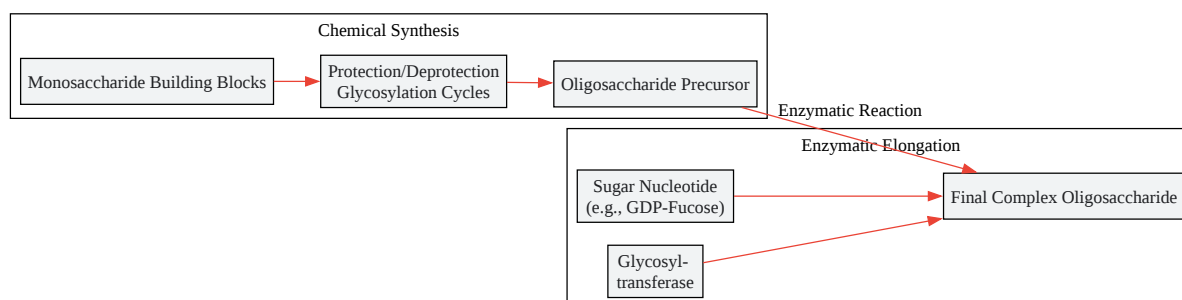 Chemical Synthesis
Monosaccharide Building Blocks
Protection/Deprotection
Glycosylation Cycles
Oligosaccharide Precursor
Enzymatic Reaction
Enzymatic Elongation
Sugar Nucleotide
(e.g., GDP-Fucose)
Final Complex Oligosaccharide
Glycosyl-
transferase